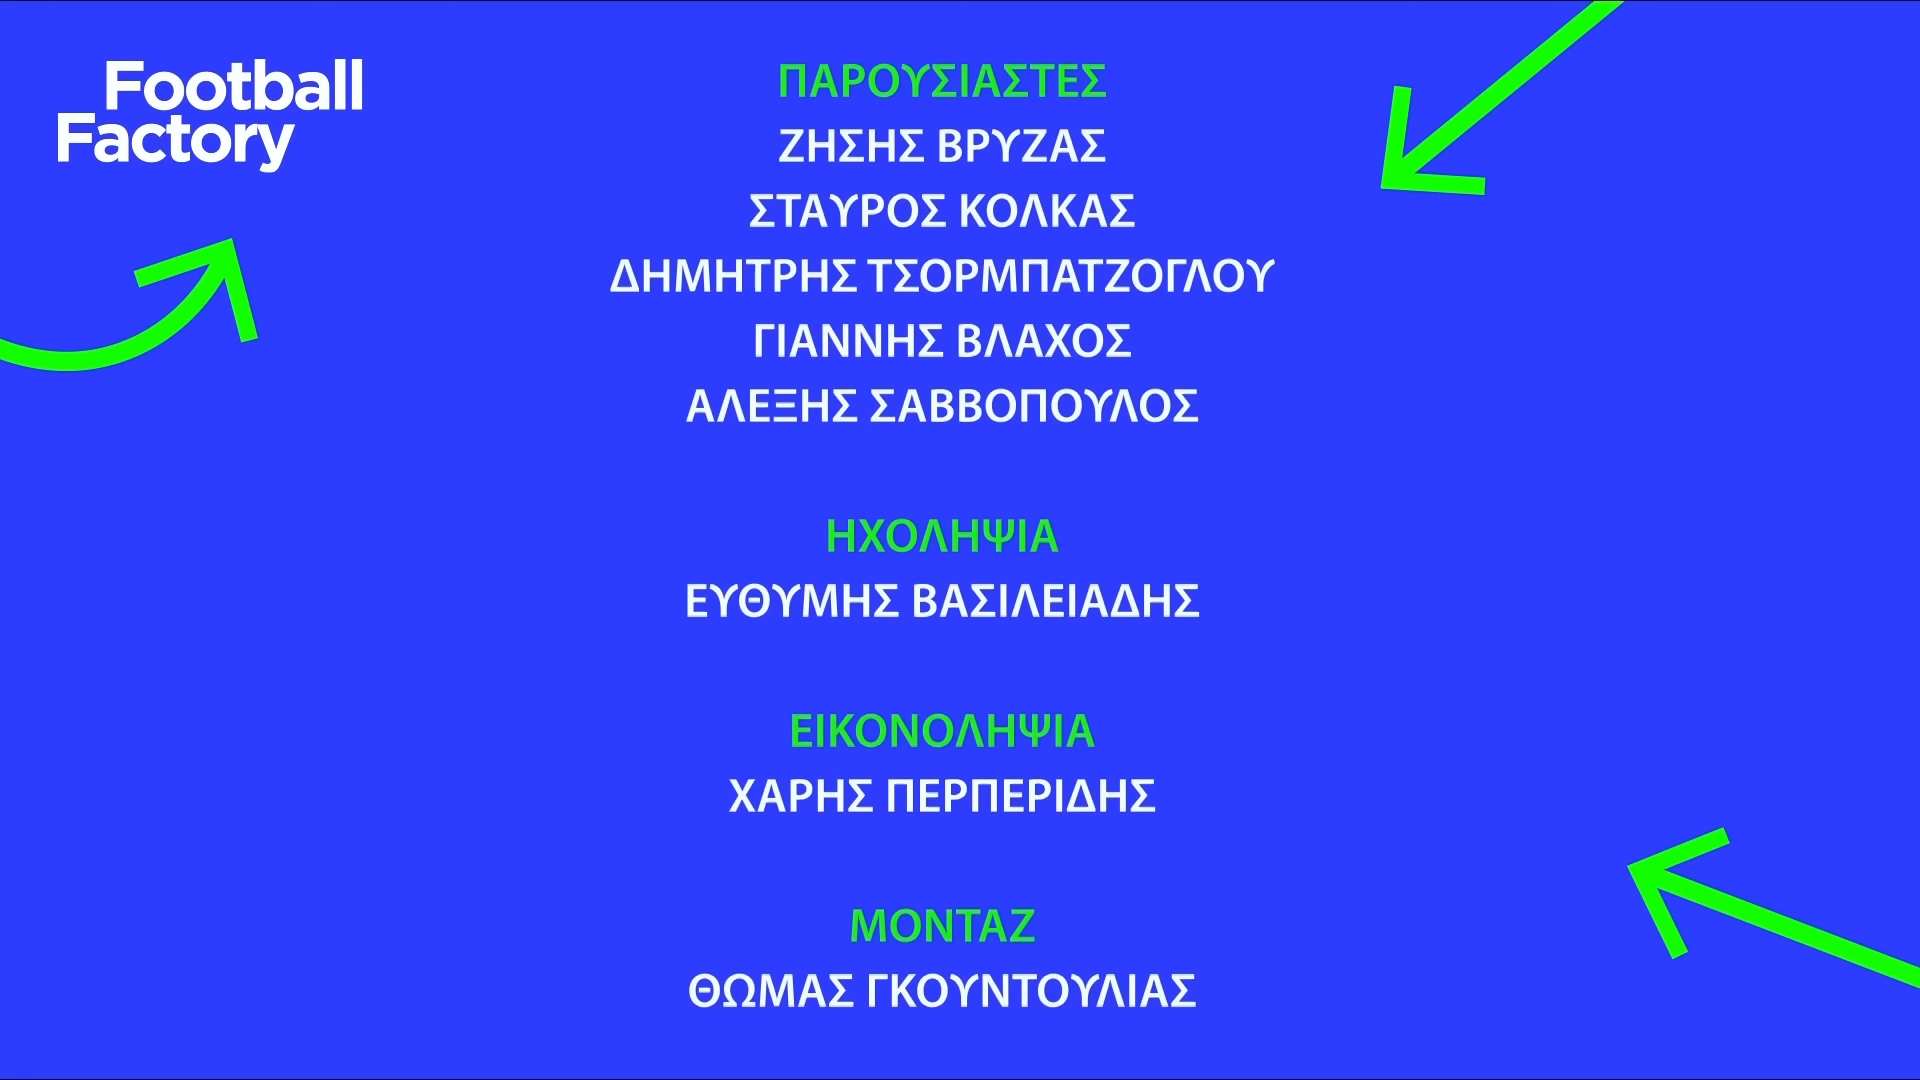 Football
Factory
ΠΑΡΟΥΣΙΑΣΤΕΣ
ΖΗΣΗΣ ΒΡΥΖΑΣ
ΣΤΑΥΡΟΣ ΚΟΛΚΑΣ
ΔΗΜΗΤΡΗΣ ΤΣΟΡΜΠΑΤΖΟΓΛΟΥ
ΓΙΑΝΝΗΣ ΒΛΑΧΟΣ
ΑΛΕΞΗΣ ΣΑΒΒΟΠΟΥΛΟΣ
ΗΧΟΛΗΨΙΑ
ΕΥΘΥΜΗΣ ΒΑΣΙΛΕΙΑΔΗΣ
ΕΙΚΟΝΟΛΗΨΙΑ
ΧΑΡΗΣ ΠΕΡΠΕΡΙΔΗΣ
ΜΟΝΤΑΖ
ΘΩΜΑΣ ΓΚΟΥΝΤΟΥΛΙΑΣ